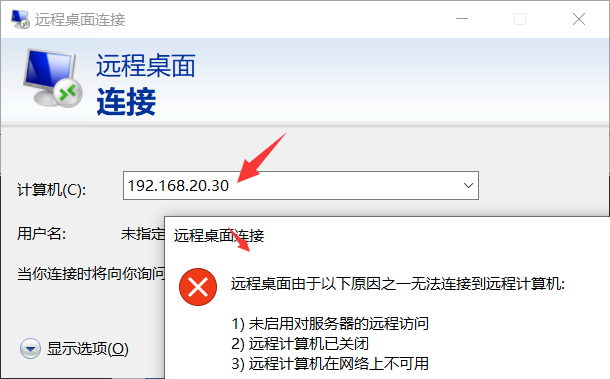 远程桌面连接
远程桌面
连接
计算机(C):
192.168.20.30
用户名:
未指定
当你连接时将向你询问
显示选项(O)
远程桌面连接
远程桌面由于以下原因之一无法连接到远程计算机:
1) 未启用对服务器的远程访问
2) 远程计算机已关闭
3) 远程计算机在网络上不可用